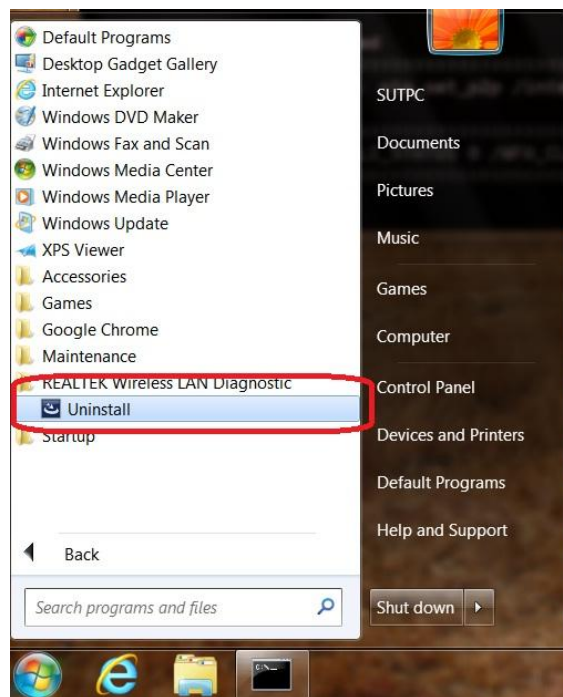 Default Programs
Desktop Gadget Gallery
Internet Explorer
Windows DVD Maker
Windows Fax and Scan
Windows Media Center
Windows Media Player
Windows Update
XPS Viewer
Accessories
Games
Google Chrome
Maintenance
REALTEK Wireless LAN Diagnostic
Uninstall
Startup
Back
Search programs and files
SUTPC
Documents
Pictures
Music
Games
Computer
Control Panel
Devices and Printers
Default Programs
Help and Support
Shut down